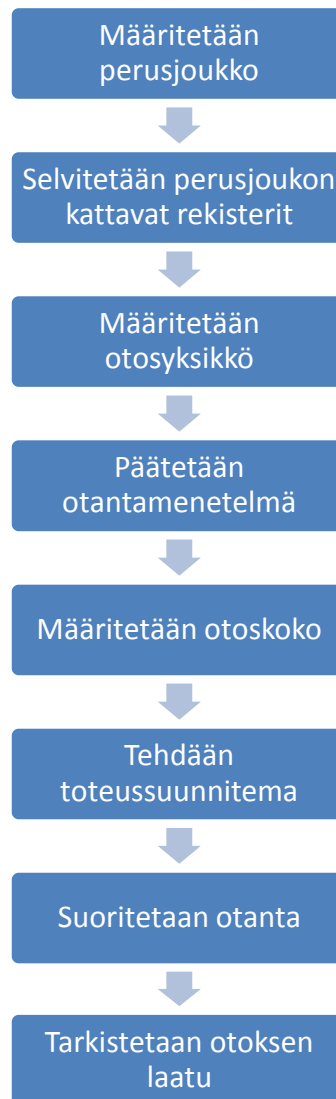 Määritetään
perusjoukko
Selvitetään perusjoukon
kattavat rekisterit
Määritetään
otosyksikkö
Päätetään
otantamenetelmä
Määritetään otoskoko
Tehdään
toteussuunnitema
Suoritetaan otanta
Tarkistetaan otoksen
laatu